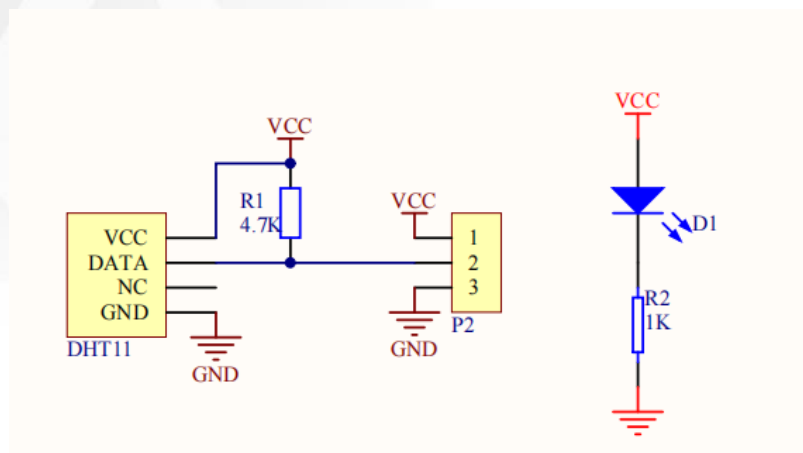 VCC
R1
4.7K
VCC
DATA
NC
GND
DHT11
GND
VCC
1
2
3
P2
GND
VCC
D1
R2
1K